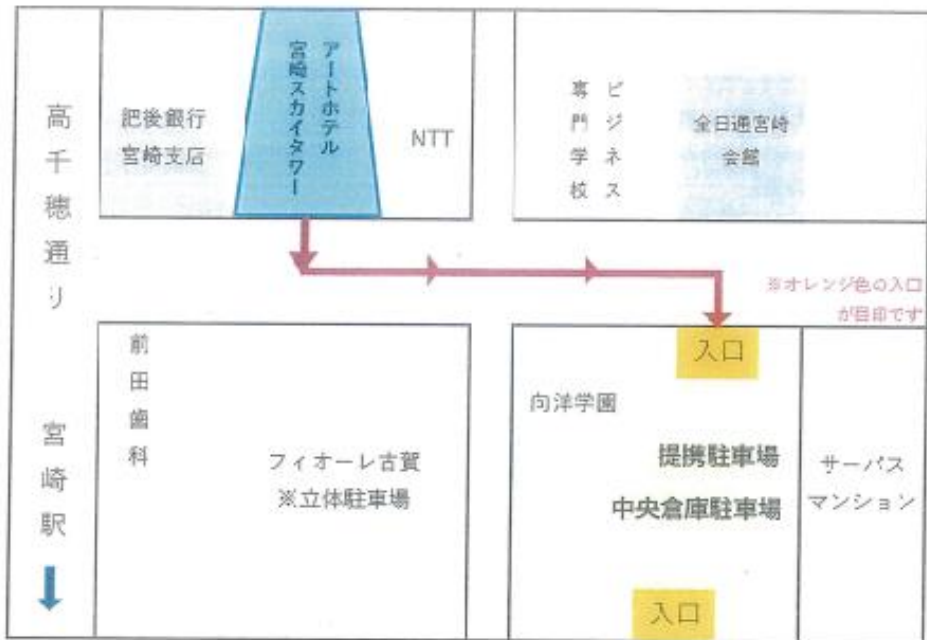 高千穂通り
宮崎駅
肥後銀行
宮崎支店
アートホテル
宮崎スカイタワー
NTT
ビジネス
専門学校
全日通宮崎
会館
※オレンジ色の入口
が目印です
前田歯科
フィオーレ古賀
※立体駐車場
入口
向洋学園
提携駐車場
中央倉庫駐車場
入口
サーパス
マンション